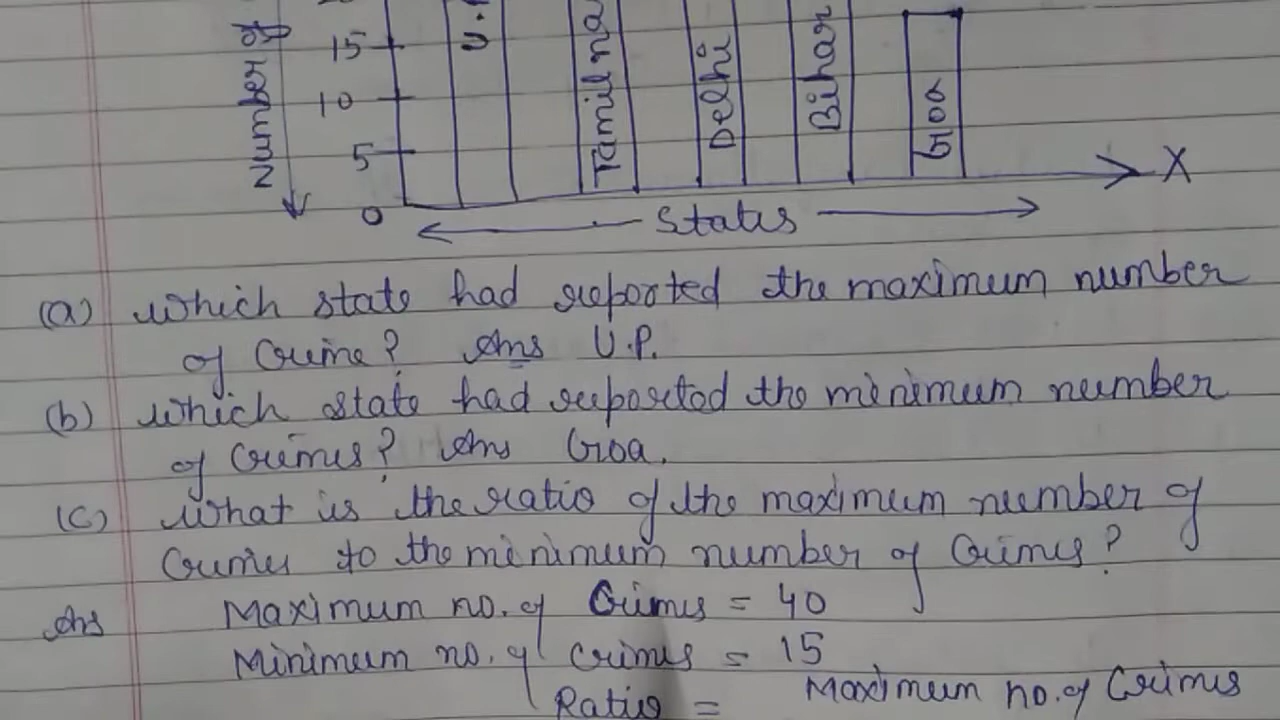 Number of
15
10
5
0
U.P
Tamil na
Delhi
Bihar
Goa
X
States
(a) which state had reported the maximum number
of Crime? Ans U.P.
(b) which state had reported the minimum number
of Crimes? Ans Goa.
(c) What is the ratio of the maximum number of
Crimes to the minimum number of Crimes?
Ans Maximum no. of Crimes = 40
Minimum no. of Crimes = 15
Ratio = Maximum no. of Crimes